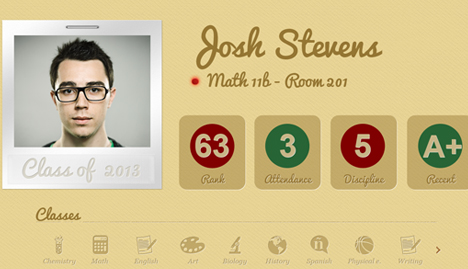 Josh Stevens
Math 11b - Room 201
Class of 2013
63
Rank
3
Attendance
5
Discipline
A+
Recent
Classes
Chemistry
Math
English
Art
Biology
History
n
Spanish
Physical e.
Writing